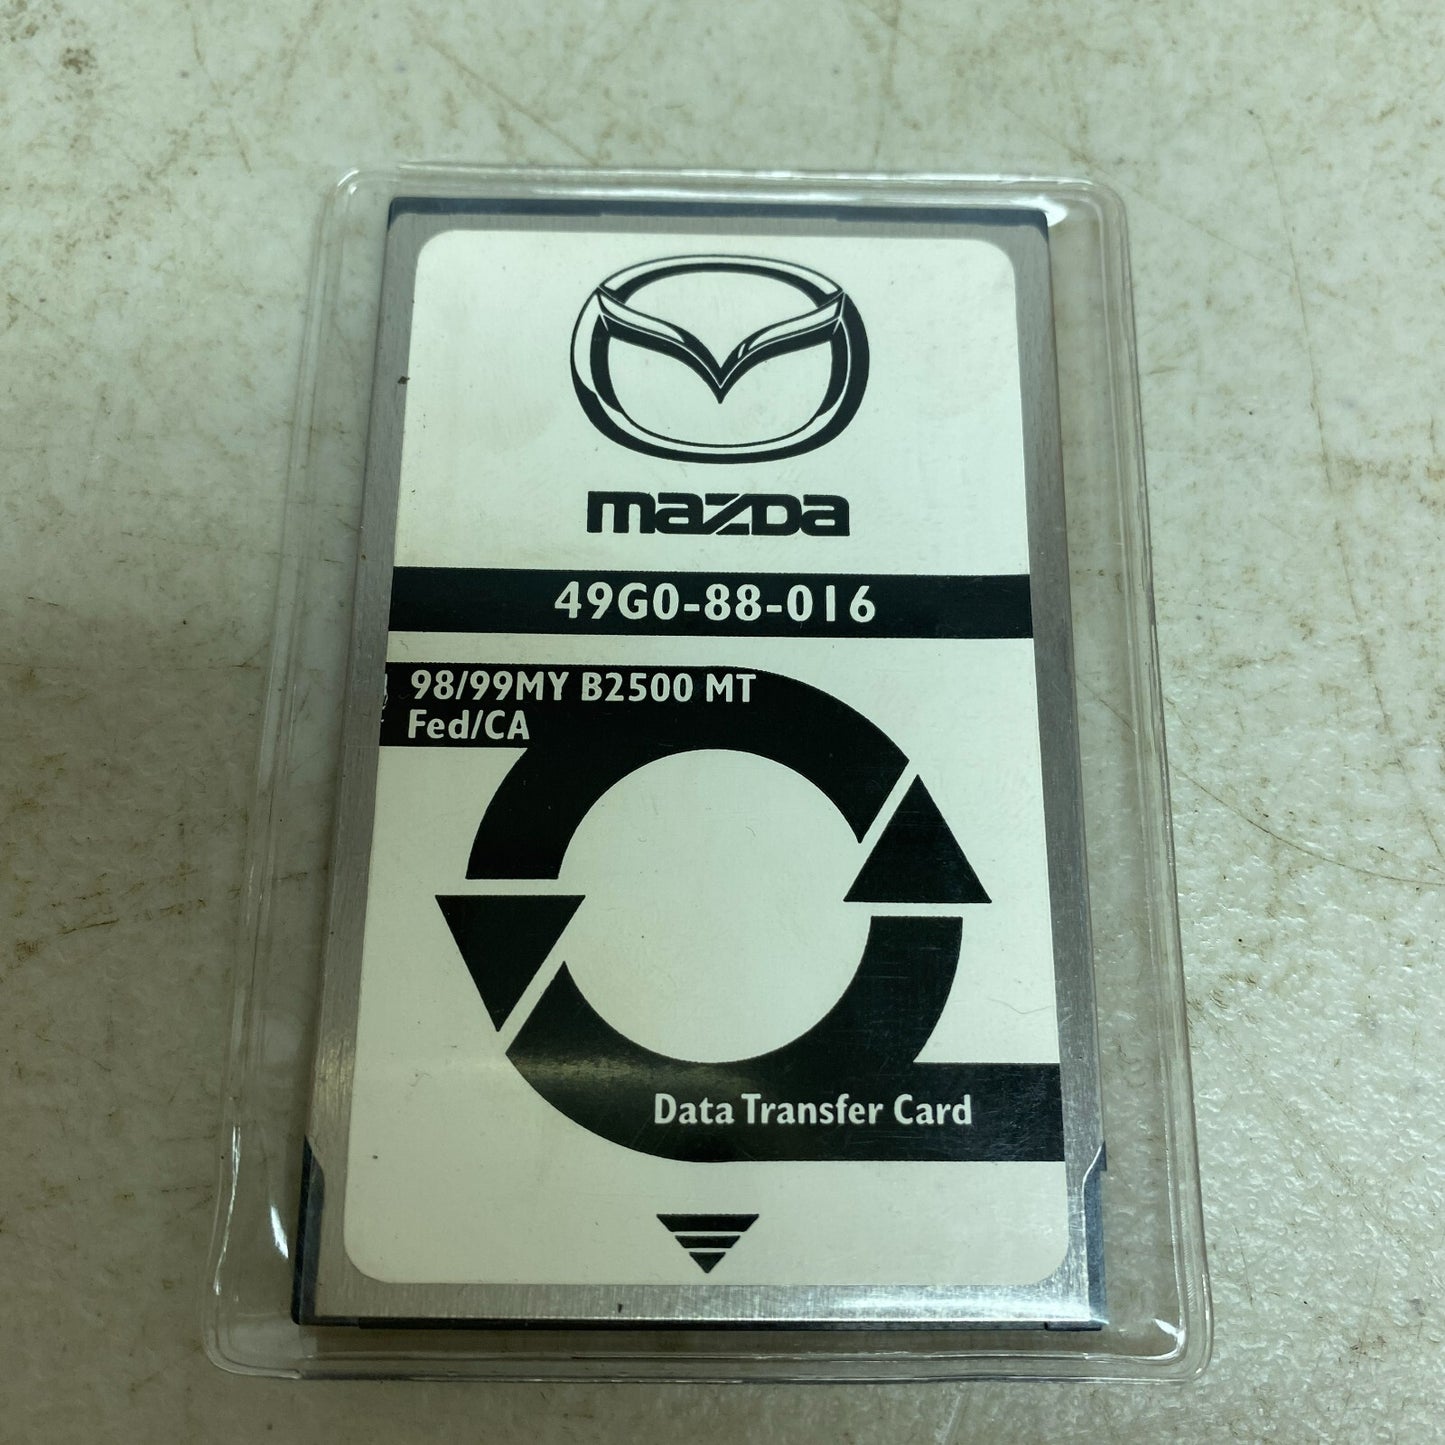 mazda
49G0-88-016
98/99MY B2500 MT
Fed/CA
Data Transfer Card